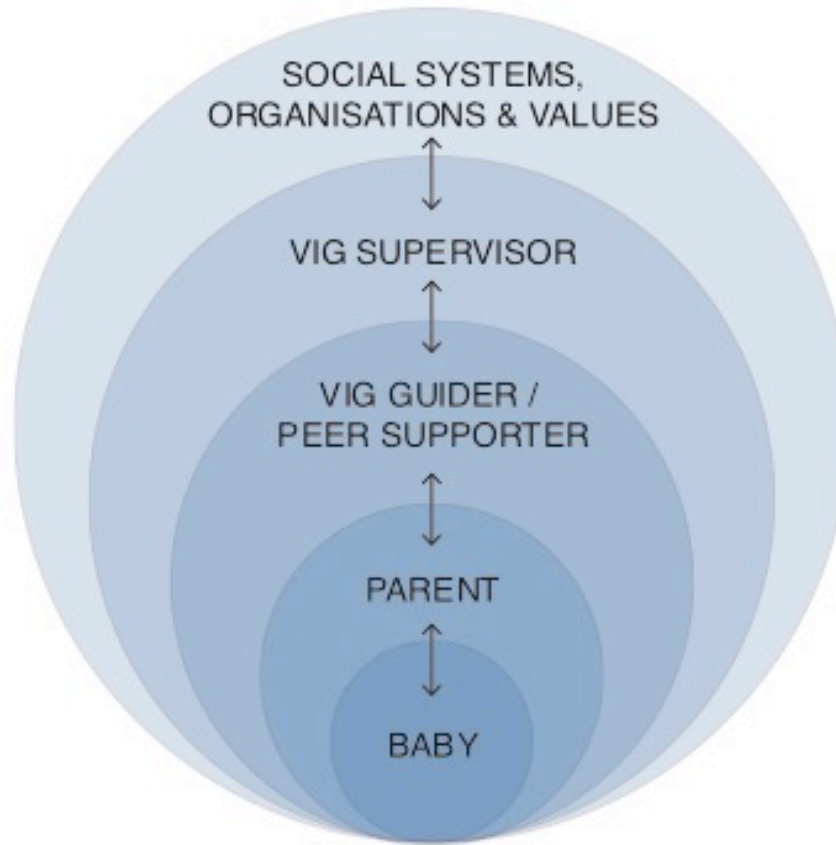 SOCIAL SYSTEMS,
ORGANISATIONS & VALUES
VIG SUPERVISOR
VIG GUIDER /
PEER SUPPORTER
PARENT
BABY